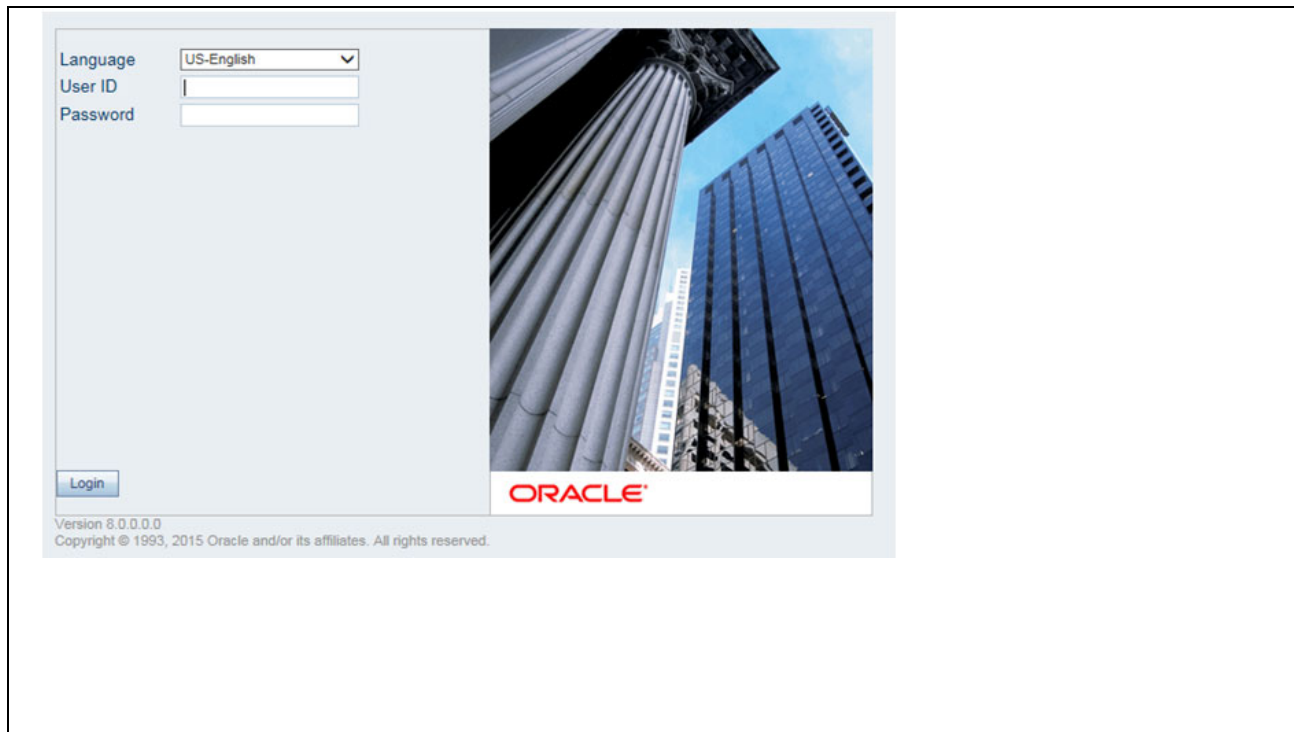 Language US-English
User ID
Password
Login
ORACLE
Version 8.0.0.0.0
Copyright © 1993, 2015 Oracle and/or its affiliates. All rights reserved.